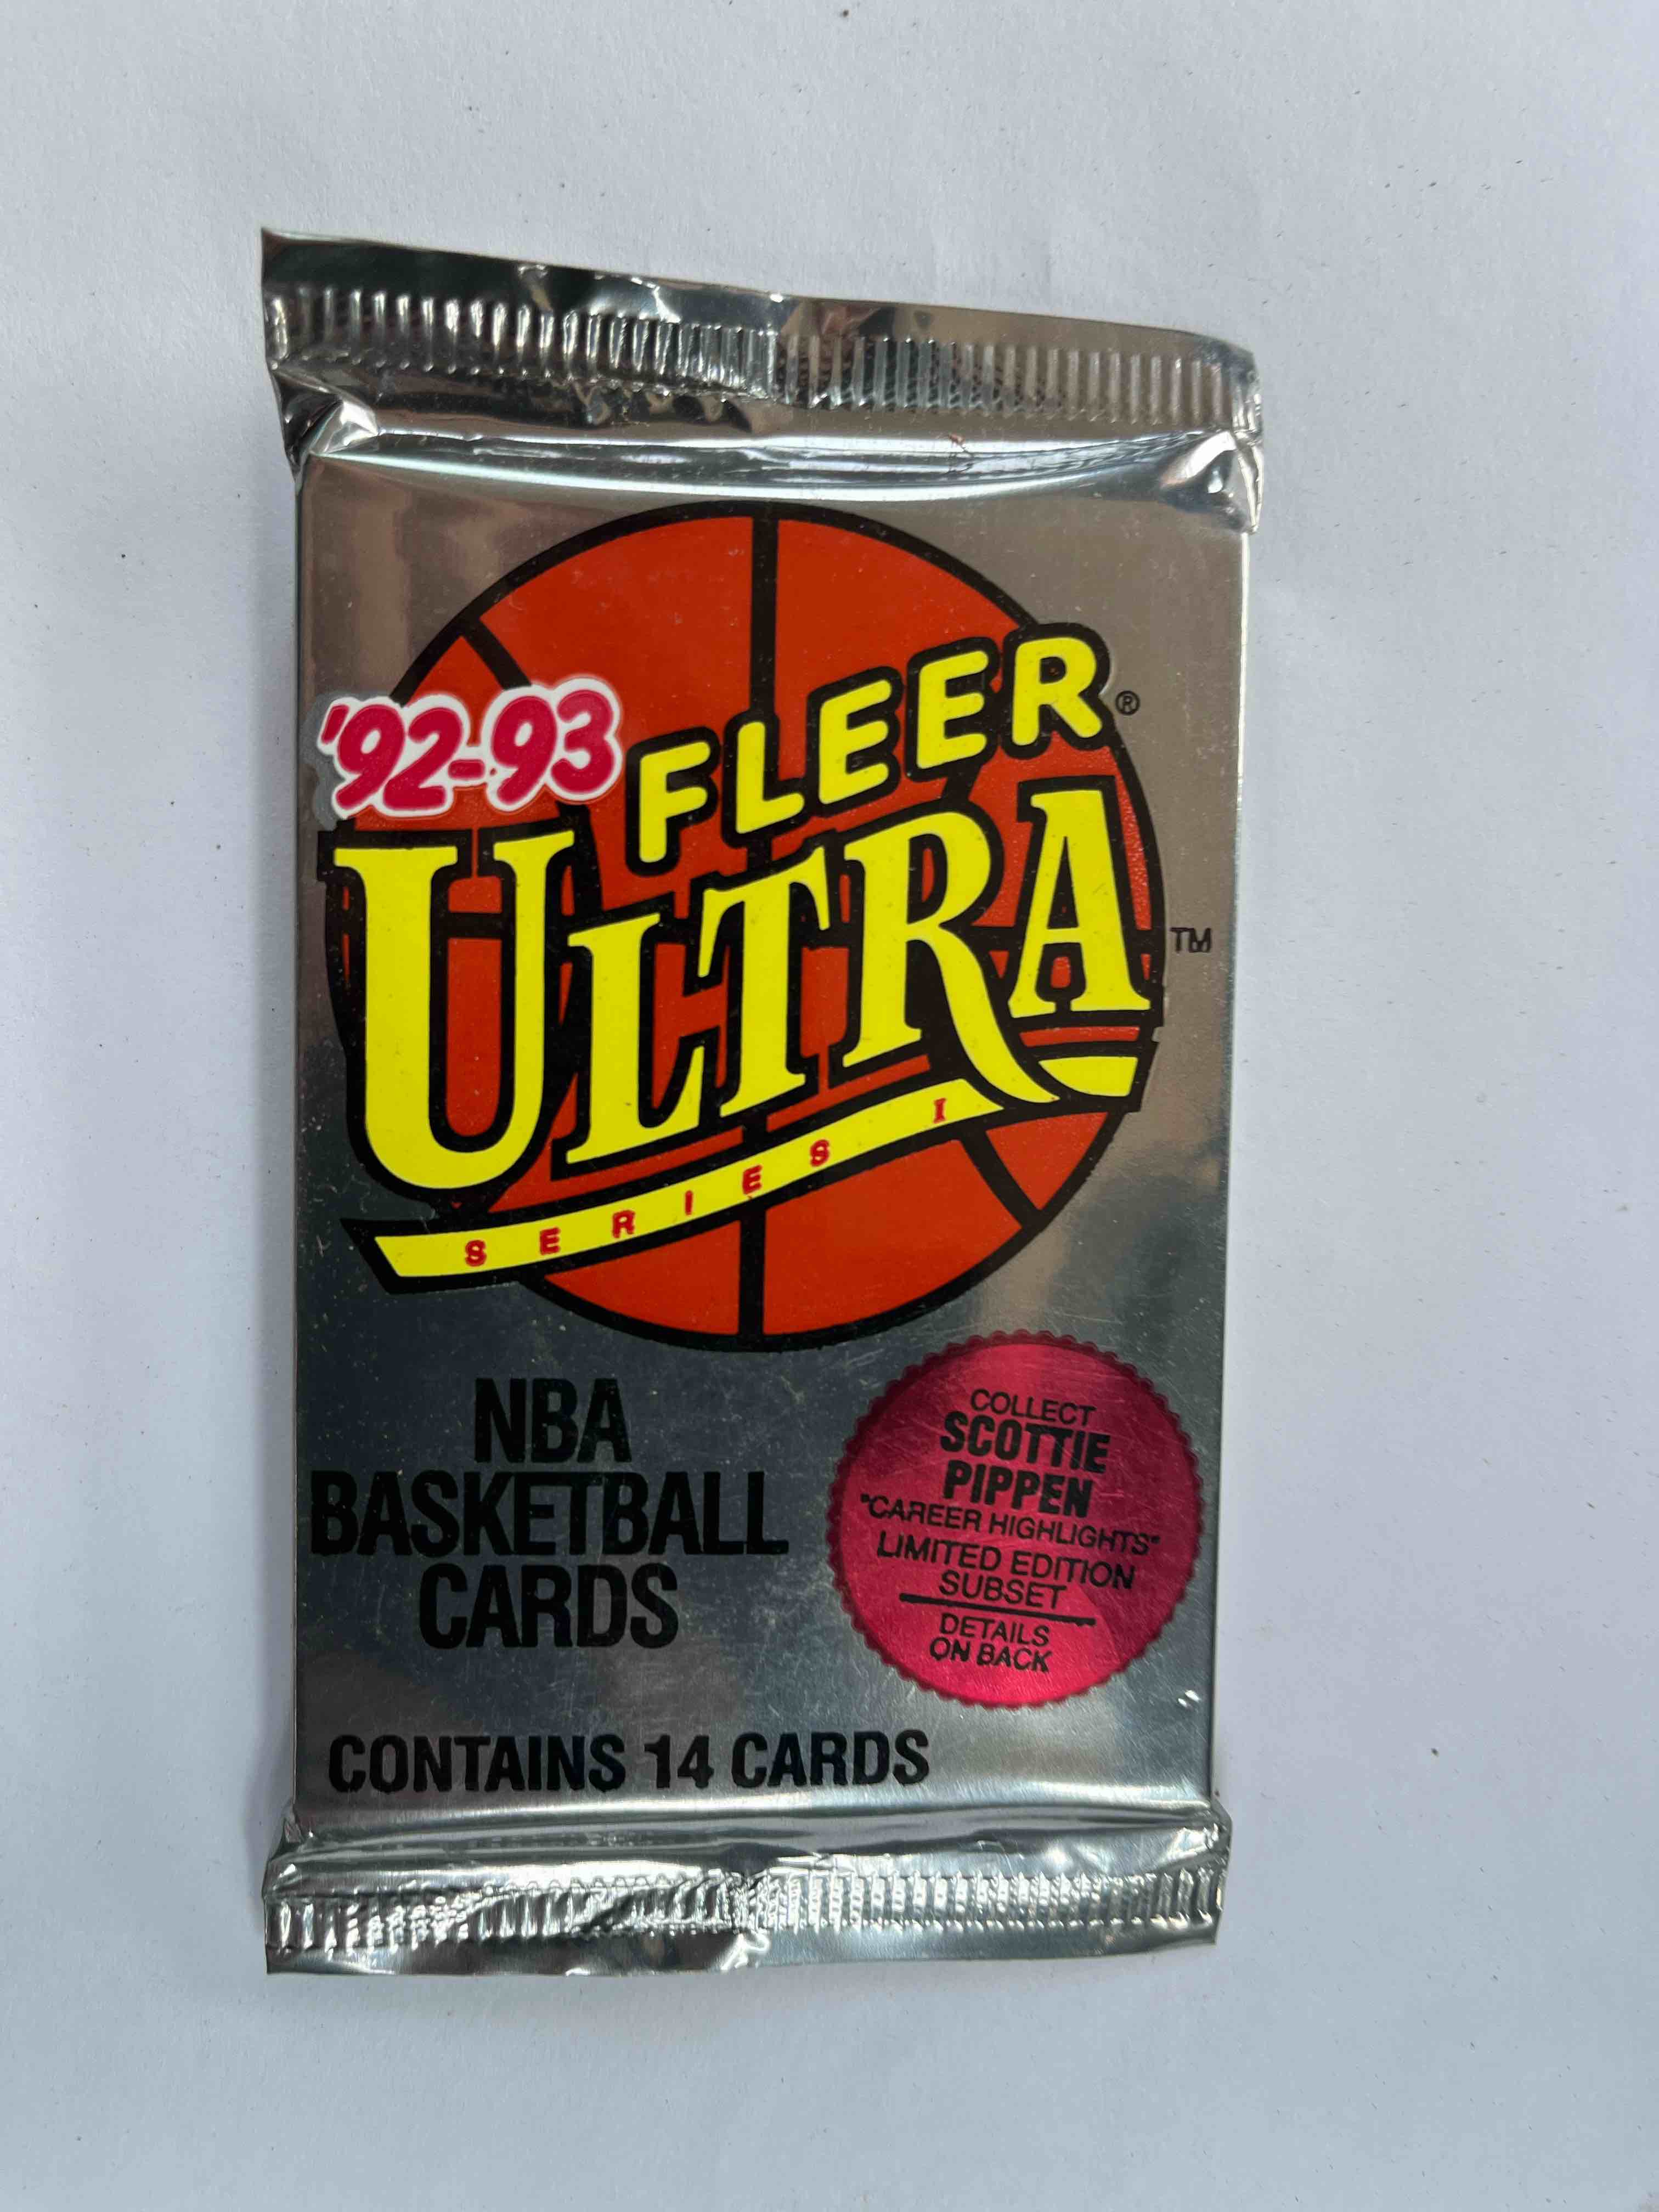 '92-93
FLEER®
ULTRA™
SERIES I
NBA
BASKETBALL
CARDS
COLLECT
SCOTTIE
PIPPEN
"CAREER HIGHLIGHTS"
LIMITED EDITION
SUBSET
DETAILS
ON BACK
CONTAINS 14 CARDS